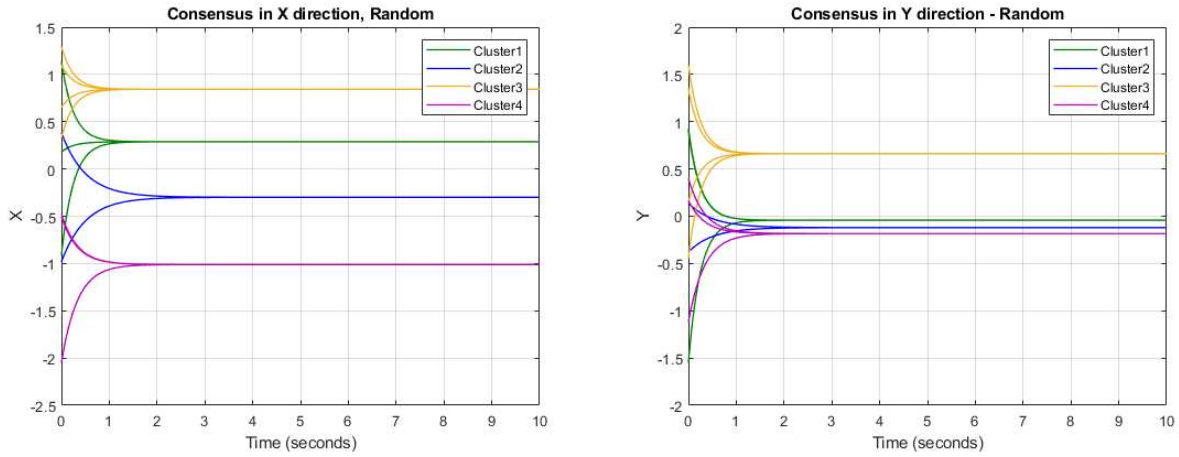 Consensus in X direction, Random
1.5
1
0.5
0
-0.5
-1
-1.5
-2
-2.5
X
Cluster1
Cluster2
Cluster3
Cluster4
0 1 2 3 4 5 6 7 8 9 10
Time (seconds)
Consensus in Y direction - Random
2
1.5
1
0.5
0
-0.5
-1
-1.5
-2
Y
Cluster1
Cluster2
Cluster3
Cluster4
0 1 2 3 4 5 6 7 8 9 10
Time (seconds)